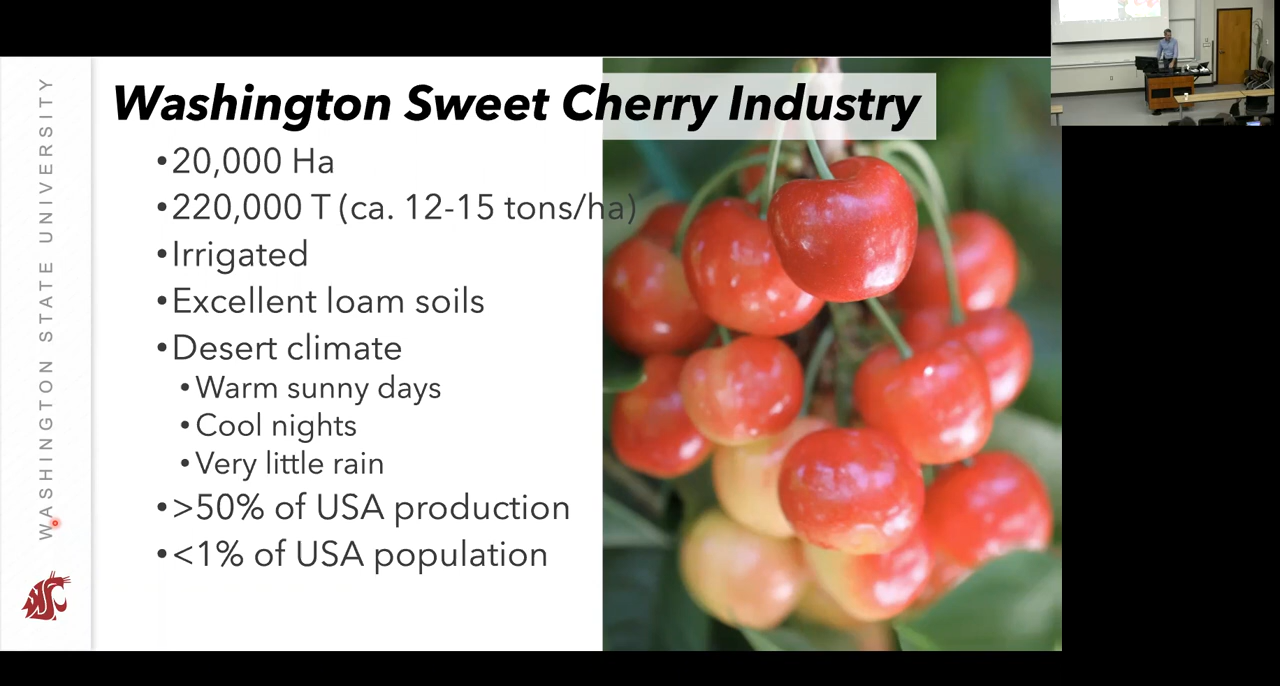 WASHINGTON STATE UNIVERSITY
Washington Sweet Cherry Industry
•20,000 Ha
•220,000 T (ca. 12-15 tons/ha)
•Irrigated
•Excellent loam soils
•Desert climate
•Warm sunny days
•Cool nights
•Very little rain
•>50% of USA production
•<1% of USA population